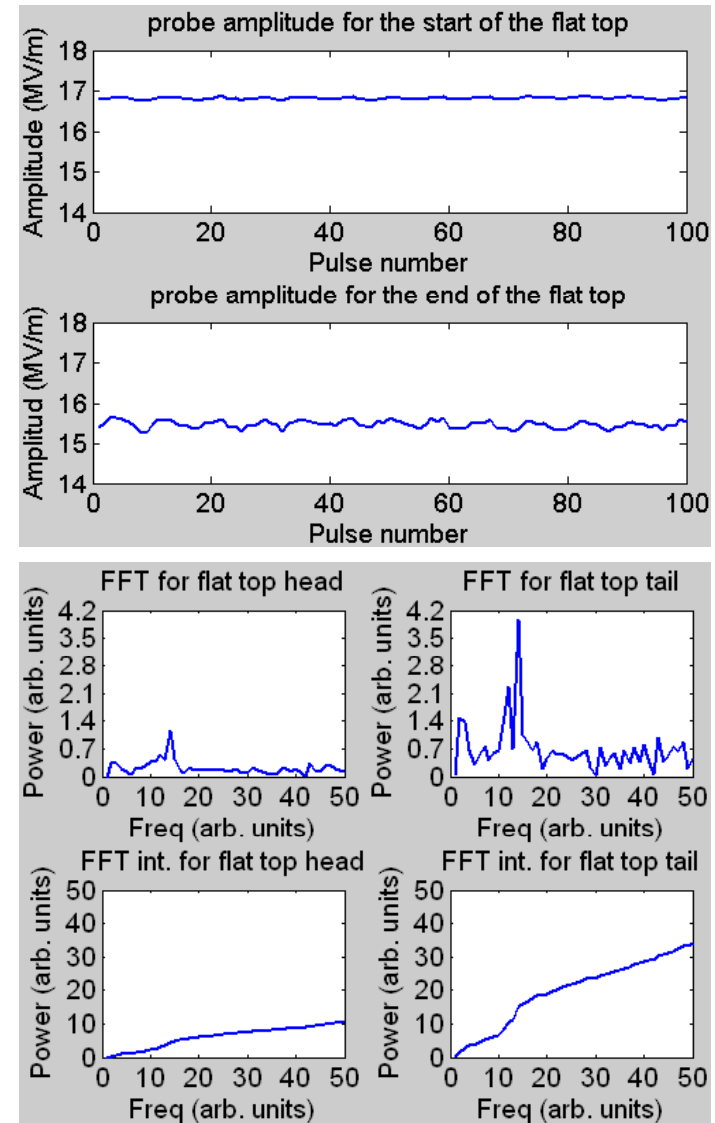 probe amplitude for the start of the flat top
Amplitude (MV/m)
18
17
16
15
14
0 20 40 60 80 100
Pulse number
probe amplitude for the end of the flat top
Amplitud (MV/m)
18
17
16
15
14
0 20 40 60 80 100
Pulse number
FFT for flat top head
Power (arb. units)
4.2
3.5
2.8
2.1
1.4
0.7
0
0 10 20 30 40 50
Freq (arb. units)
FFT for flat top tail
Power (arb. units)
4.2
3.5
2.8
2.1
1.4
0.7
0
0 10 20 30 40 50
Freq (arb. units)
FFT int. for flat top head
Power (arb. units)
50
40
30
20
10
0
0 10 20 30 40 50
Freq (arb. units)
FFT int. for flat top tail
Power (arb. units)
50
40
30
20
10
0
0 10 20 30 40 50
Freq (arb. units)